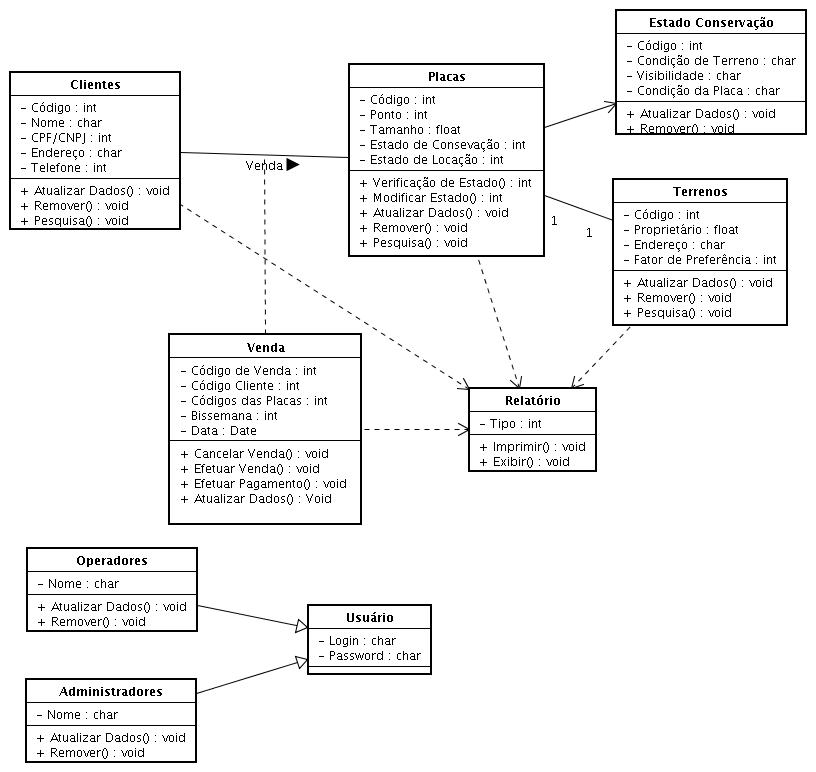 Estado Conservação
- Código : int
- Condição de Terreno : char
- Visibilidade : char
- Condição da Placa : char
+ Atualizar Dados() : void
+ Remover() : void
Clientes
- Código : int
- Nome : char
- CPF/CNPJ : int
- Endereço : char
- Telefone : int
+ Atualizar Dados() : void
+ Remover() : void
+ Pesquisa() : void
Venda
Placas
- Código : int
- Ponto : int
- Tamanho : float
- Estado de Consevação : int
- Estado de Locação : int
+ Verificação de Estado() : int
+ Modificar Estado() : int
+ Atualizar Dados() : void
+ Remover() : void
+ Pesquisa() : void
1
1
Terrenos
- Código : int
- Proprietário : float
- Endereço : char
- Fator de Preferência : int
+ Atualizar Dados() : void
+ Remover() : void
+ Pesquisa() : void
Venda
- Código de Venda : int
- Código Cliente : int
- Códigos das Placas : int
- Bissemana : int
- Data : Date
+ Cancelar Venda() : void
+ Efetuar Venda() : void
+ Efetuar Pagamento() : void
+ Atualizar Dados() : Void
Relatório
- Tipo : int
+ Imprimir() : void
+ Exibir() : void
Operadores
- Nome : char
+ Atualizar Dados() : void
+ Remover() : void
Usuário
- Login : char
- Password : char
Administradores
- Nome : char
+ Atualizar Dados() : void
+ Remover() : void